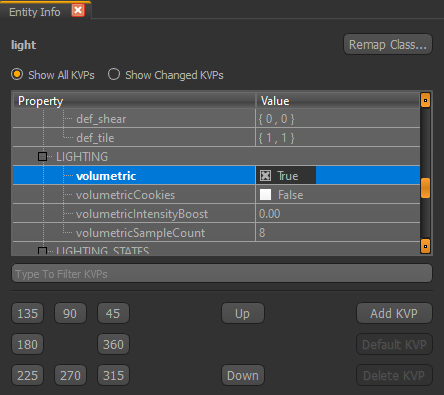 Entity Info
light
Remap Class...
Show All KVPs Show Changed KVPs
Property Value
def_shear { 0 , 0 }
def_tile { 1 , 1 }
LIGHTING
volumetric True
volumetricCookies False
volumetricIntensityBoost 0.00
volumetricSampleCount 8
LIGHTING_STATES
Type To Filter KVPs
135 90 45 Up Add KVP
180 360 Default KVP
225 270 315 Down Delete KVP